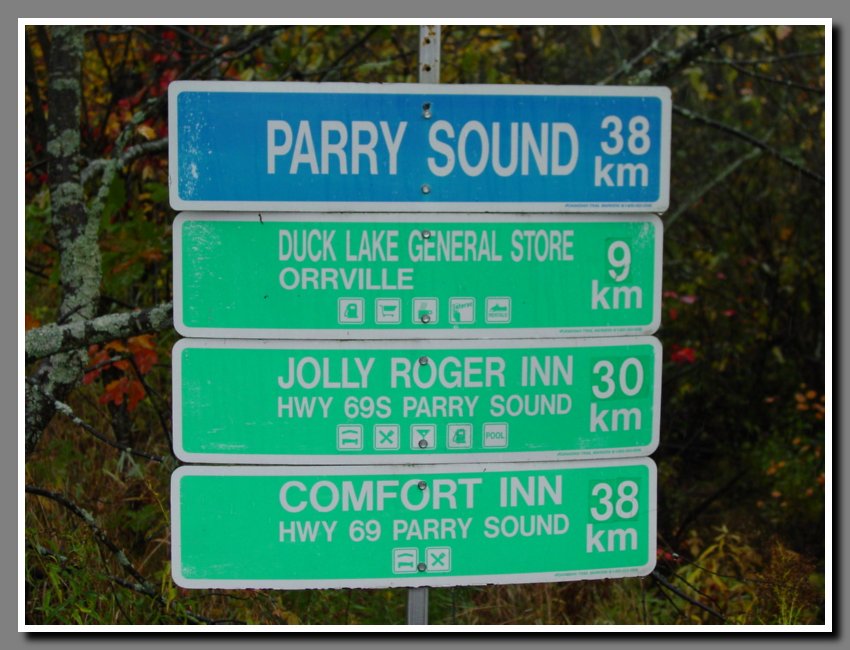 PARRY SOUND 38 km
DUCK LAKE GENERAL STORE 9 km
ORRVILLE
RENTALS
JOLLY ROGER INN 30 km
HWY 69S PARRY SOUND
POOL
COMFORT INN 38 km
HWY 69 PARRY SOUND